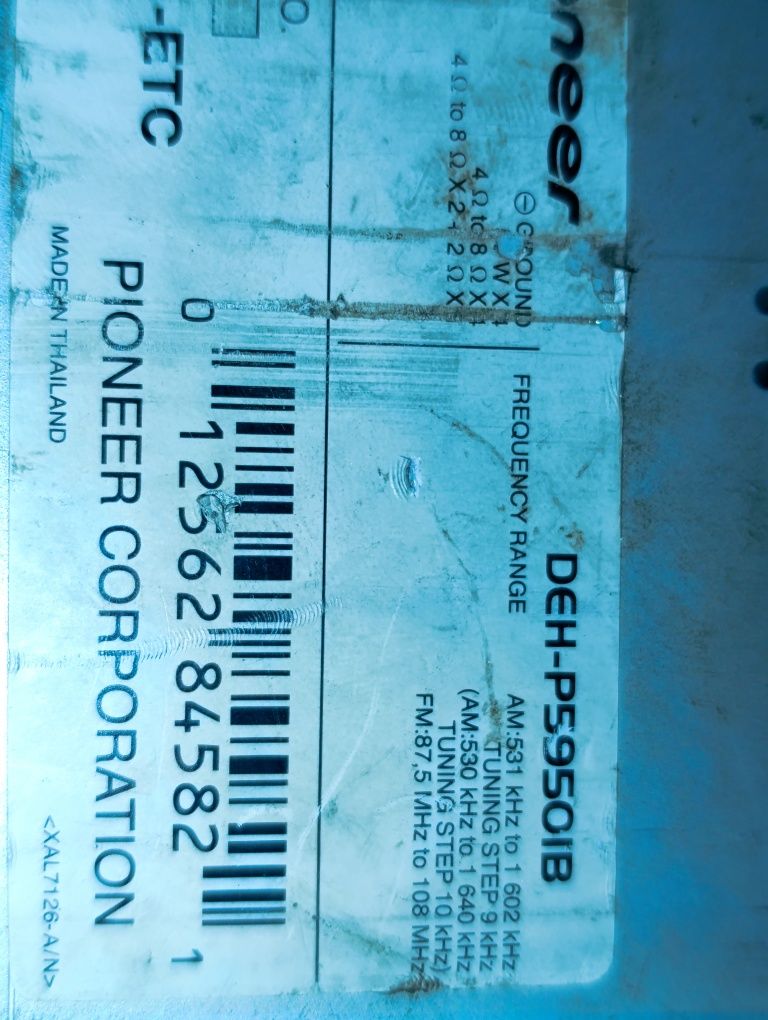 neer
DEH-P5950IB
⊖ GROUND
W X 4
4 Ω to 8 Ω X 4
4 Ω to 8 Ω X 2 + 2 Ω X
FREQUENCY RANGE
AM:531 kHz to 1 602 kHz
(TUNING STEP 9 kHz
(AM:530 kHz to 1 640 kHz
TUNING STEP 10 kHz)
FM:87,5 MHz to 108 MHz
O.
-ETC
0 12562 84582 1
PIONEER CORPORATION
MADE IN THAILAND
<XAL7126-A/N>